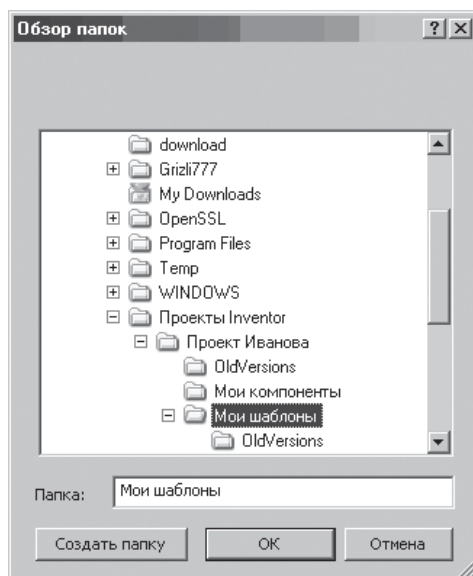 Обзор папок
download
Grizli777
My Downloads
OpenSSL
Program Files
Temp
WINDOWS
Проекты Inventor
Проект Иванова
OldVersions
Мои компоненты
Мои шаблоны
OldVersions
Папка: Мои шаблоны
Создать папку OK Отмена